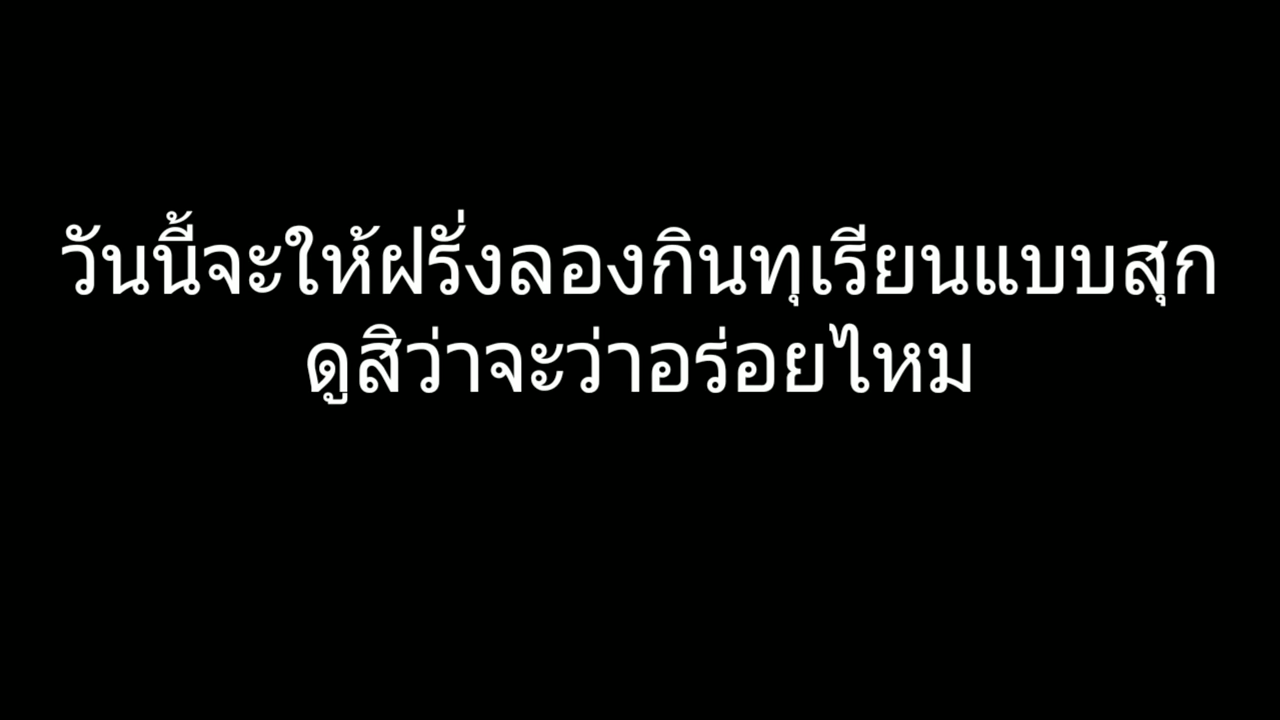 วันนี้จะให้ฝรั่งลองกินทุเรียนแบบสุก
ดูสิว่าจะว่าอร่อยไหม